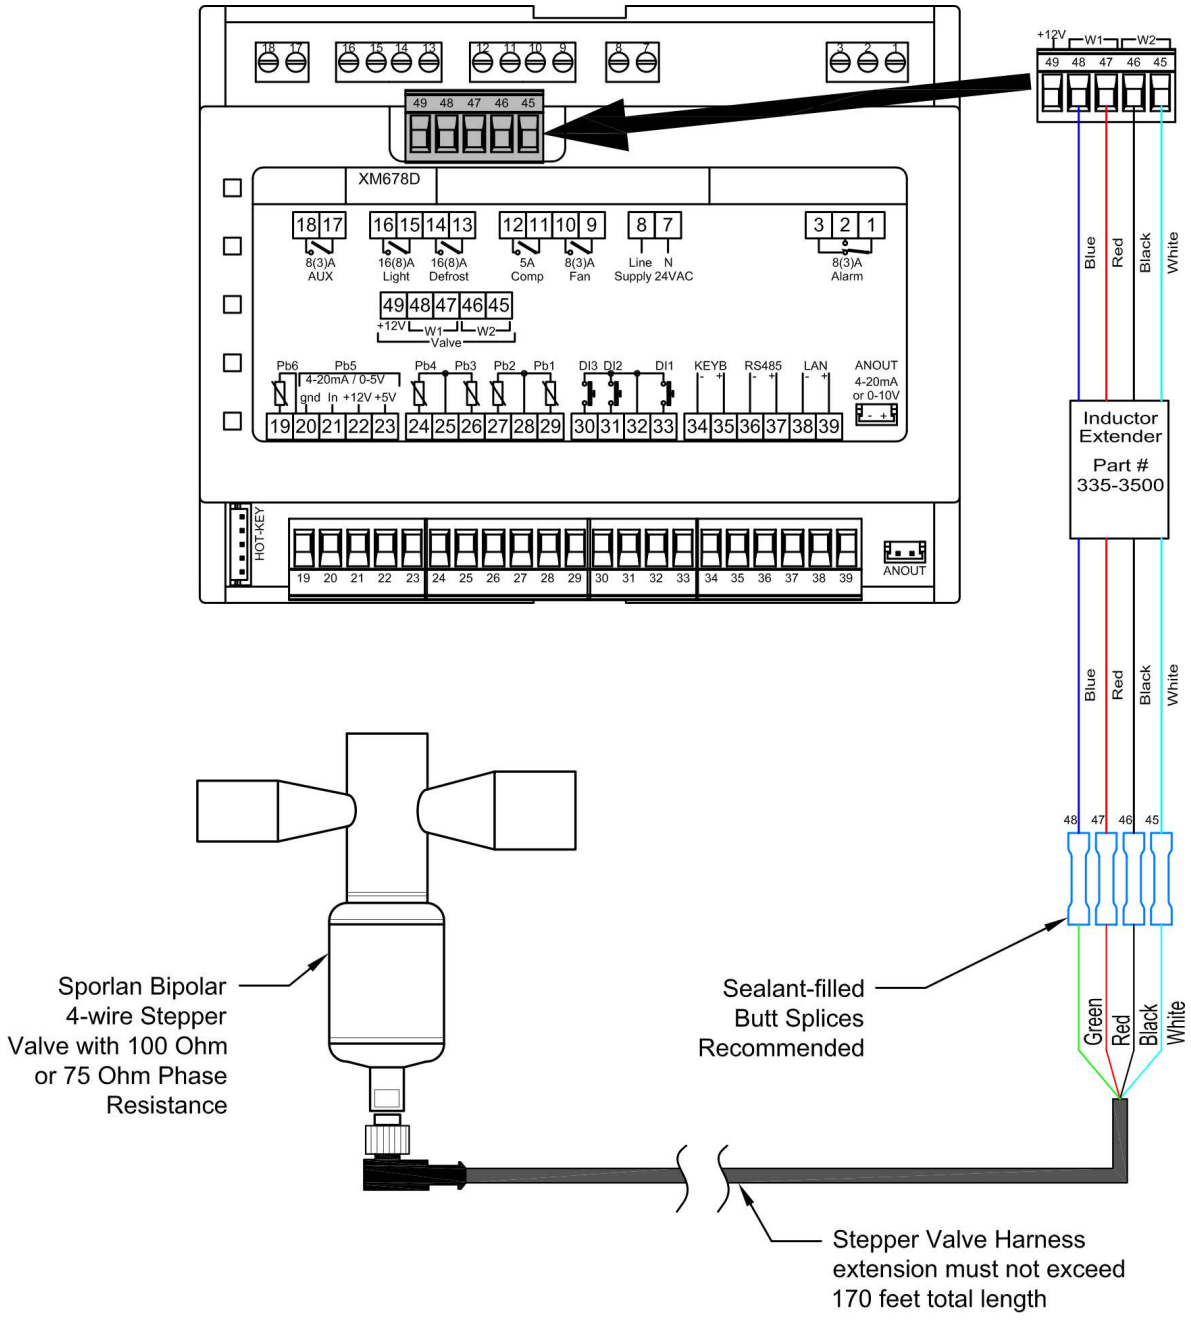 18 17 16 15 14 13 12 11 10 9 8 7 3 2 1
+12V W1 W2
49 48 47 46 45
49 48 47 46 45
XM678D
18 17 16 15 14 13 12 11 10 9 8 7 3 2 1
8(3)A 16(8)A 16(8)A 5A 8(3)A Line N 8(3)A
AUX Light Defrost Comp Fan Supply 24VAC Alarm
49 48 47 46 45
+12V W1 W2
Valve
Pb6 Pb5 Pb4 Pb3 Pb2 Pb1 DI3 DI2 DI1 KEYB RS485 LAN ANOUT
4-20mA / 0-5V - + - + - + 4-20mA
gnd In +12V +5V or 0-10V
- +
19 20 21 22 23 24 25 26 27 28 29 30 31 32 33 34 35 36 37 38 39
HOT-KEY
ANOUT
19 20 21 22 23 24 25 26 27 28 29 30 31 32 33 34 35 36 37 38 39
Blue Red Black White
Inductor
Extender
Part #
335-3500
Blue Red Black White
48 47 46 45
Green Red Black White
Sporlan Bipolar
4-wire Stepper
Valve with 100 Ohm
or 75 Ohm Phase
Resistance
Sealant-filled
Butt Splices
Recommended
Stepper Valve Harness
extension must not exceed
170 feet total length